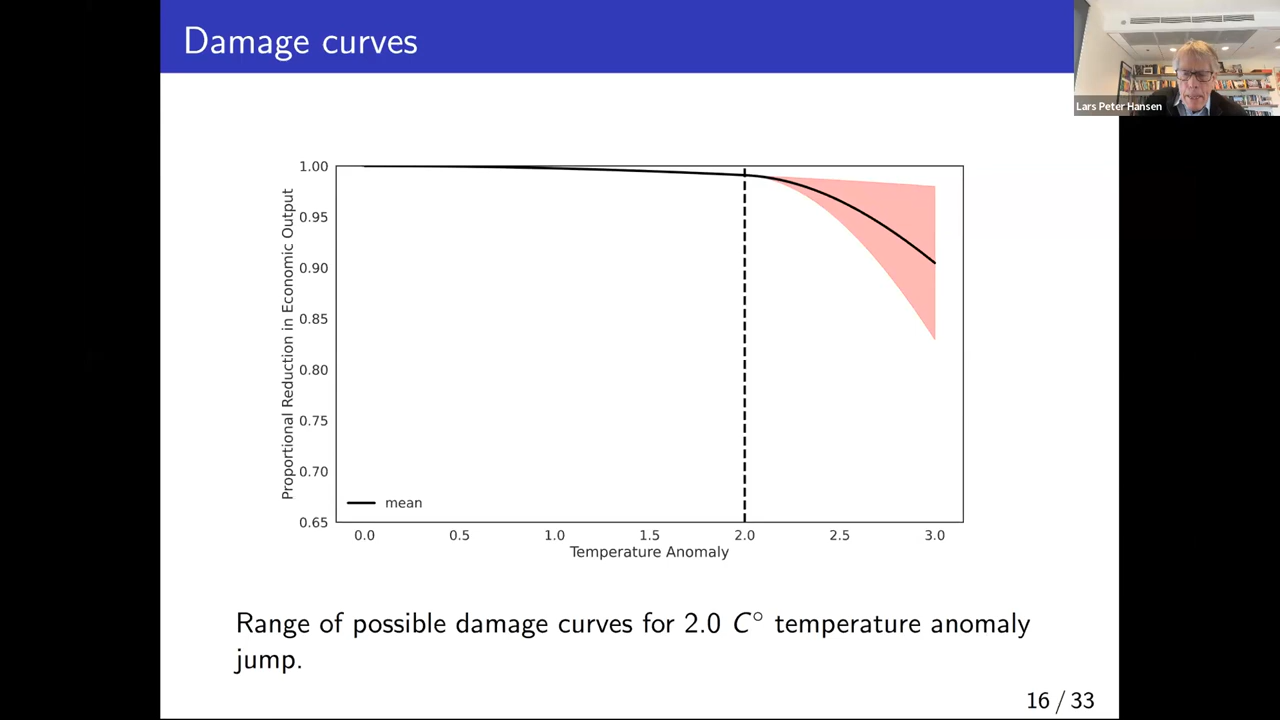 Damage curves
Lars Peter Hansen
Proportional Reduction in Economic Output
1.00
0.95
0.90
0.85
0.80
0.75
0.70
0.65
mean
0.0 0.5 1.0 1.5 2.0 2.5 3.0
Temperature Anomaly
Range of possible damage curves for 2.0 C° temperature anomaly
jump.
16 / 33